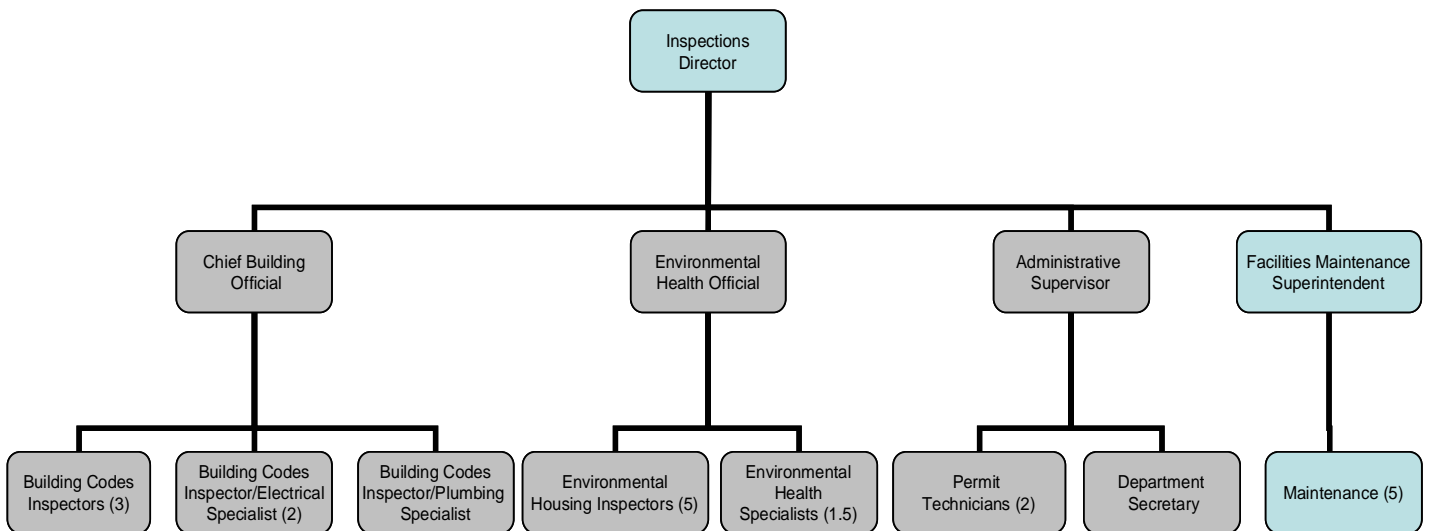 Inspections
Director
Chief Building
Official
Environmental
Health Official
Administrative
Supervisor
Facilities Maintenance
Superintendent
Building Codes
Inspectors (3)
Building Codes
Inspector/Electrical
Specialist (2)
Building Codes
Inspector/Plumbing
Specialist
Environmental
Housing Inspectors (5)
Environmental
Health
Specialists (1.5)
Permit
Technicians (2)
Department
Secretary
Maintenance (5)